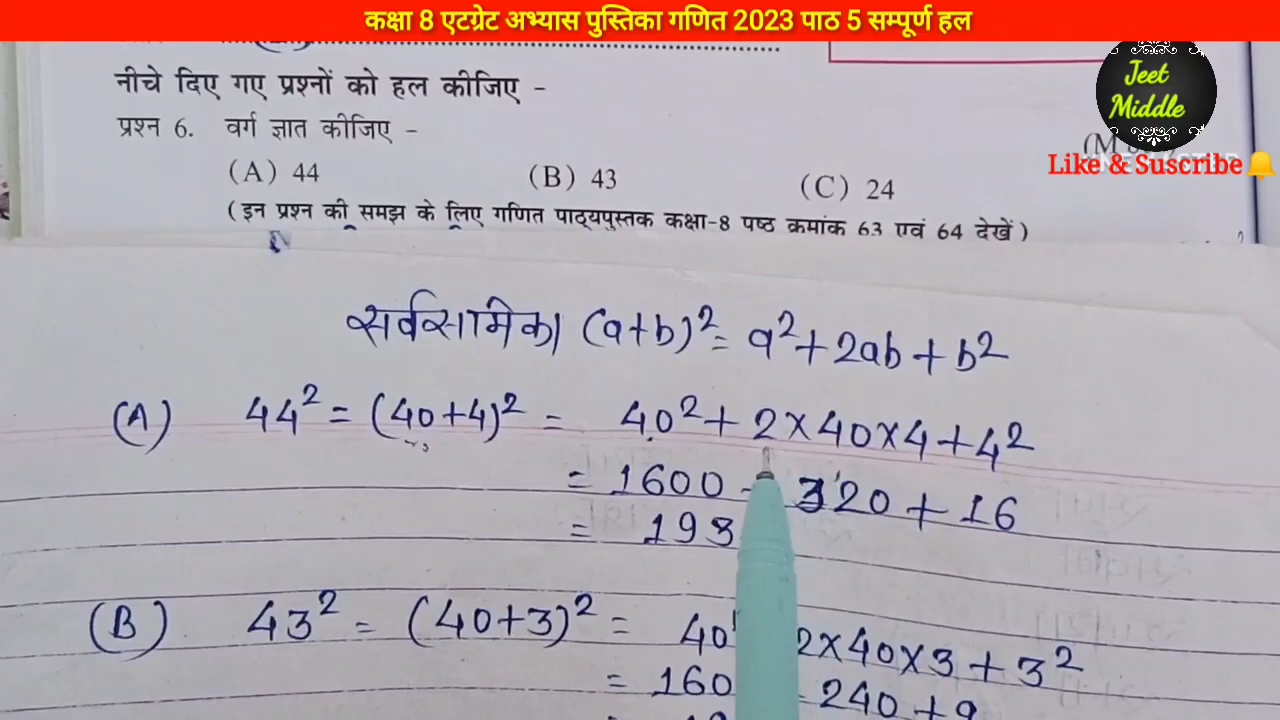 कक्षा 8 एटग्रेट अभ्यास पुस्तिका गणित 2023 पाठ 5 सम्पूर्ण हल
Jeet
Middle
नीचे दिए गए प्रश्नों को हल कीजिए -
प्रश्न 6. वर्ग ज्ञात कीजिए -
Like & Suscribe
(A) 44 (B) 43 (C) 24
(इन प्रश्न की समझ के लिए गणित पाठ्यपुस्तक कक्षा-8 पष्ठ कमांक 63 एवं 64 देखें)
सर्वसामिका (a+b)² = a²+2ab+b²
(A) 44² = (40+4)² = 40²+2×40×4+4²
= 1600 320 + 16
= 193
(B) 43² = (40+3)² = 40 2×40×3+3²
= 160 240+9